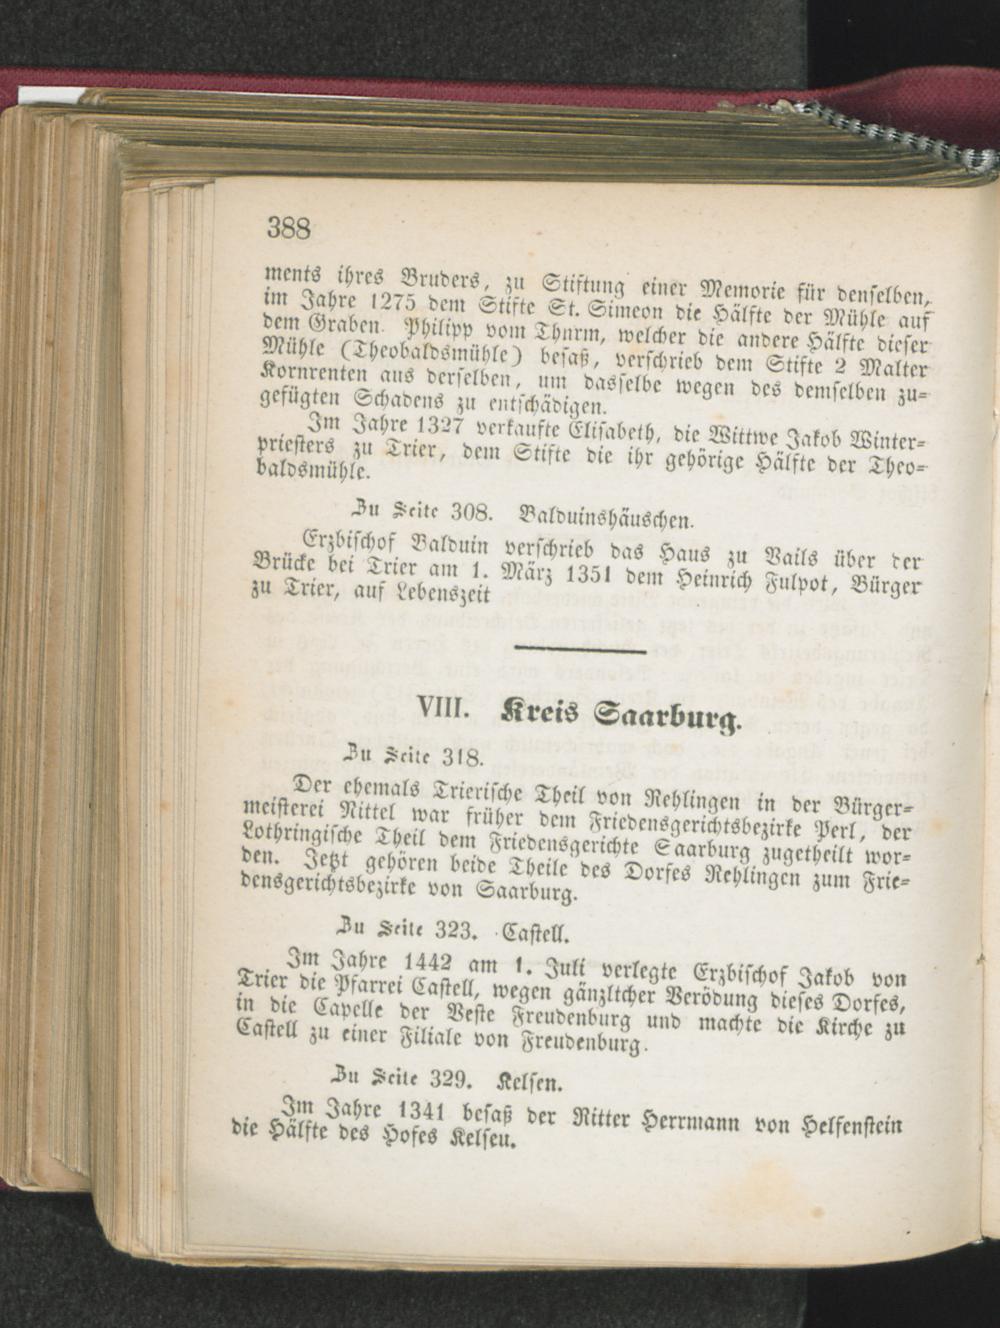 388
ments ihres Bruders, zu Stiftung einer Memorie für denselben,
im Jahre 1275 dem Stifte St. Simeon die Hälfte der Mühle auf
dem Graben. Philipp vom Thurm, welcher die andere Hälfte dieser
Mühle (Theobaldsmühle) besaß, verschrieb dem Stifte 2 Malter
Kornrenten aus derselben, um dasselbe wegen des demselben zu-
gefügten Schadens zu entschädigen.
Im Jahre 1327 verkaufte Elisabeth, die Wittwe Jakob Winter-
priesters zu Trier, dem Stifte die ihr gehörige Hälfte der Theo-
baldsmühle.
Zu Seite 308. Balduinshäuschen.
Erzbischof Balduin verschrieb das Haus zu Vails über der
Brücke bei Trier am 1. März 1351 dem Heinrich Fulpot, Bürger
zu Trier, auf Lebenszeit
VIII. Kreis Saarburg.
Zu Seite 318.
Der ehemals Trierische Theil von Rehlingen in der Bürger-
meisterei Nittel war früher dem Friedensgerichtsbezirke Perl, der
Lothringische Theil dem Friedensgerichte Saarburg zugetheilt wor-
den. Jetzt gehören beide Theile des Dorfes Rehlingen zum Frie-
densgerichtsbezirke von Saarburg.
Zu Seite 323. Castell.
Im Jahre 1442 am 1. Juli verlegte Erzbischof Jakob von
Trier die Pfarrei Castell, wegen gänzltcher Verödung dieses Dorfes,
in die Capelle der Veste Freudenburg und machte die Kirche zu
Castell zu einer Filiale von Freudenburg.
Zu Seite 329. Kelsen.
Im Jahre 1341 besaß der Ritter Herrmann von Helfenstein
die Hälfte des Hofes Kelseu.